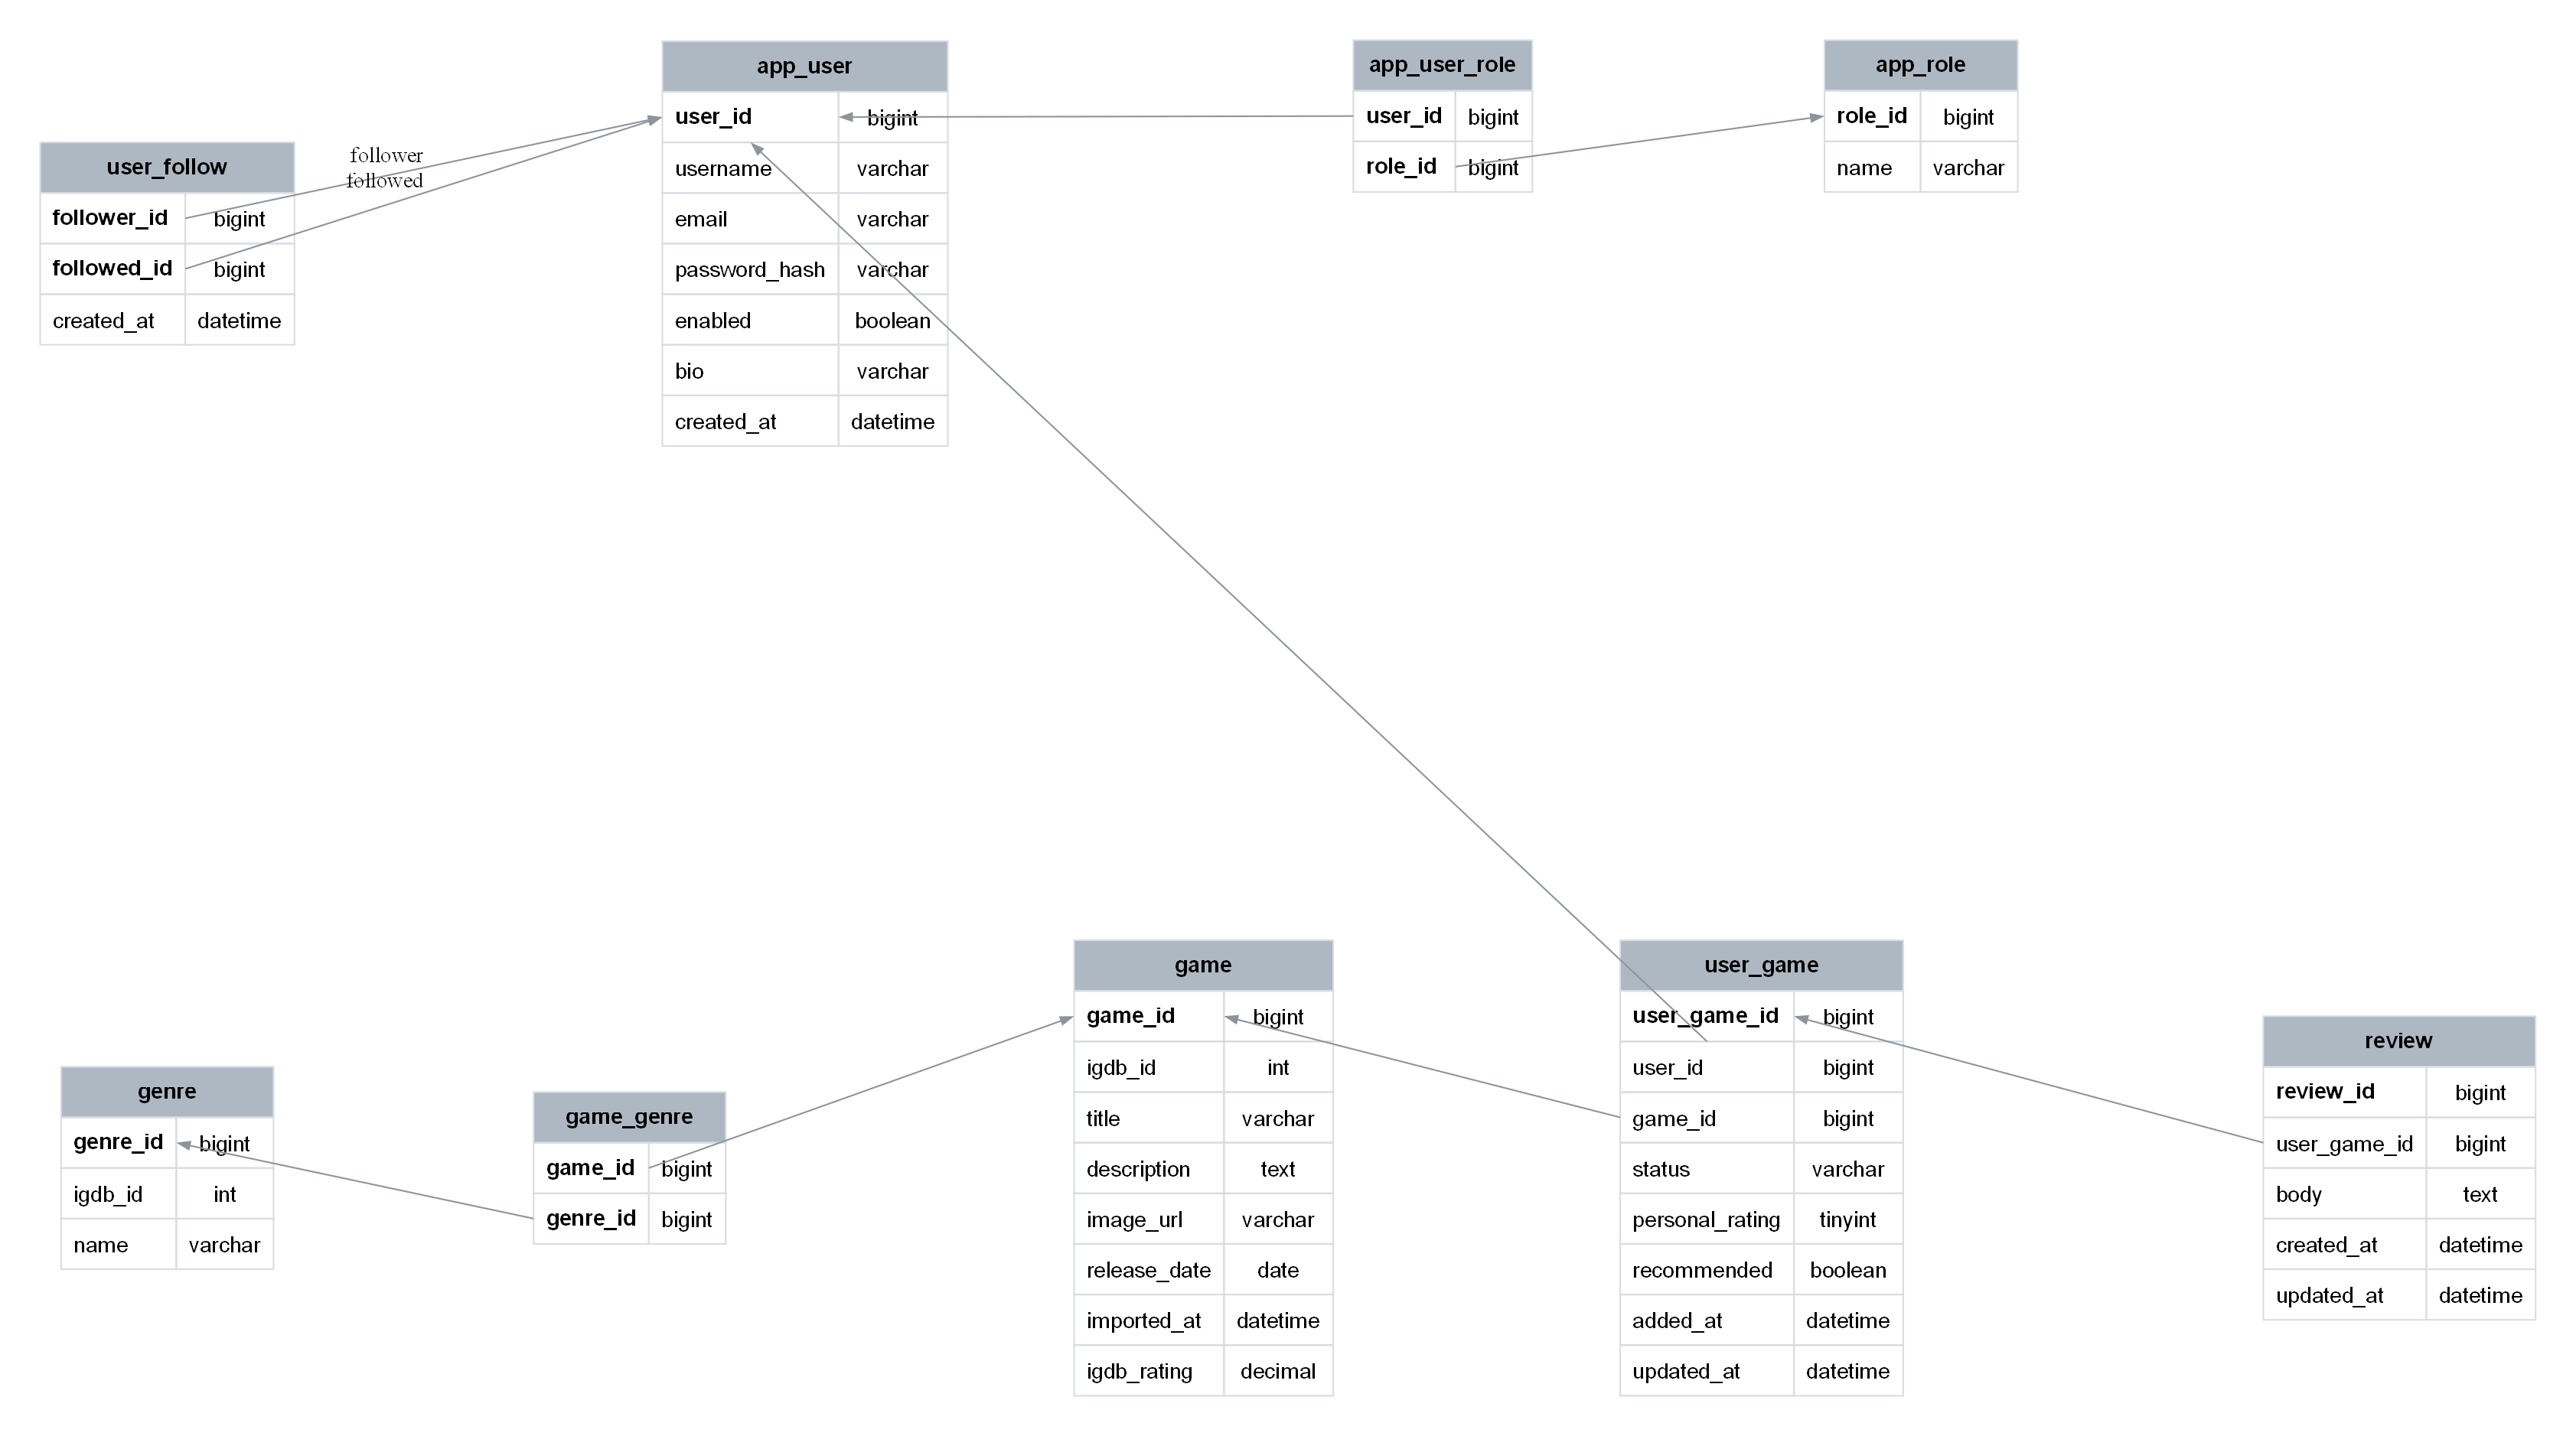 app_user
user_id bigint
username varchar
email varchar
password_hash varchar
enabled boolean
bio varchar
created_at datetime
app_user_role
user_id bigint
role_id bigint
app_role
role_id bigint
name varchar
user_follow
follower_id bigint
followed_id bigint
created_at datetime
follower
followed
game
game_id bigint
igdb_id int
title varchar
description text
image_url varchar
release_date date
imported_at datetime
igdb_rating decimal
user_game
user_game_id bigint
user_id bigint
game_id bigint
status varchar
personal_rating tinyint
recommended boolean
added_at datetime
updated_at datetime
review
review_id bigint
user_game_id bigint
body text
created_at datetime
updated_at datetime
genre
genre_id bigint
igdb_id int
name varchar
game_genre
game_id bigint
genre_id bigint